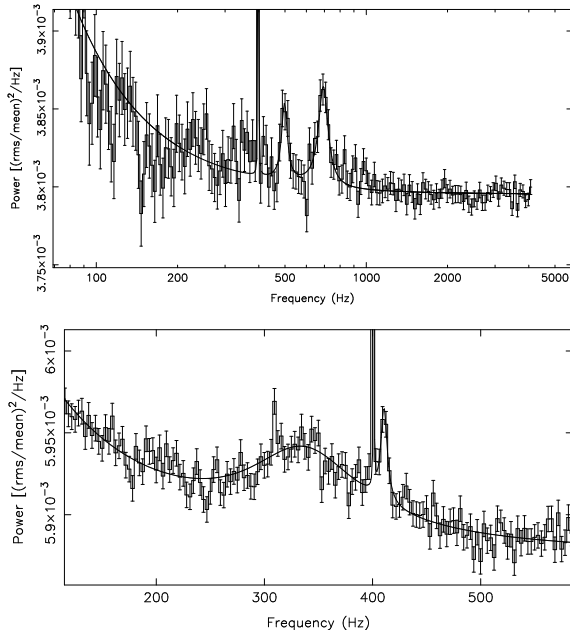 3.9×10⁻³
3.85×10⁻³
3.8×10⁻³
3.75×10⁻³
Power [(rms/mean)²/Hz]
100 200 500 1000 2000 5000
Frequency (Hz)
6×10⁻³
5.95×10⁻³
5.9×10⁻³
Power [(rms/mean)²/Hz]
200 300 400 500
Frequency (Hz)